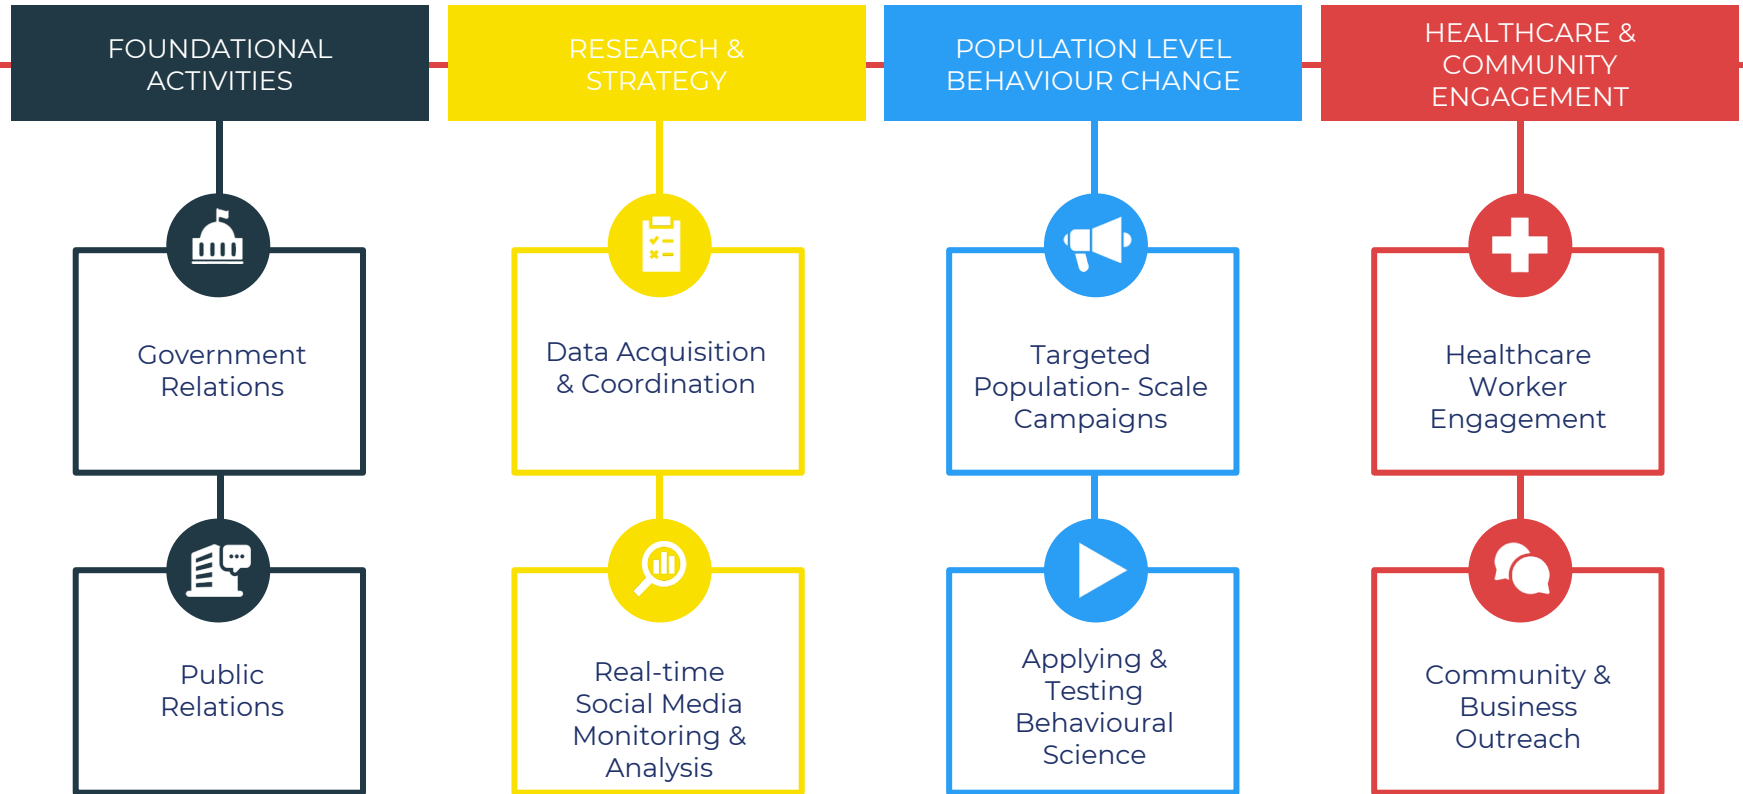 FOUNDATIONAL
ACTIVITIES
RESEARCH &
STRATEGY
POPULATION LEVEL
BEHAVIOUR CHANGE
HEALTHCARE &
COMMUNITY
ENGAGEMENT
Government
Relations
Data Acquisition
& Coordination
Targeted
Population- Scale
Campaigns
Healthcare
Worker
Engagement
Public
Relations
Real-time
Social Media
Monitoring &
Analysis
Applying &
Testing
Behavioural
Science
Community &
Business
Outreach